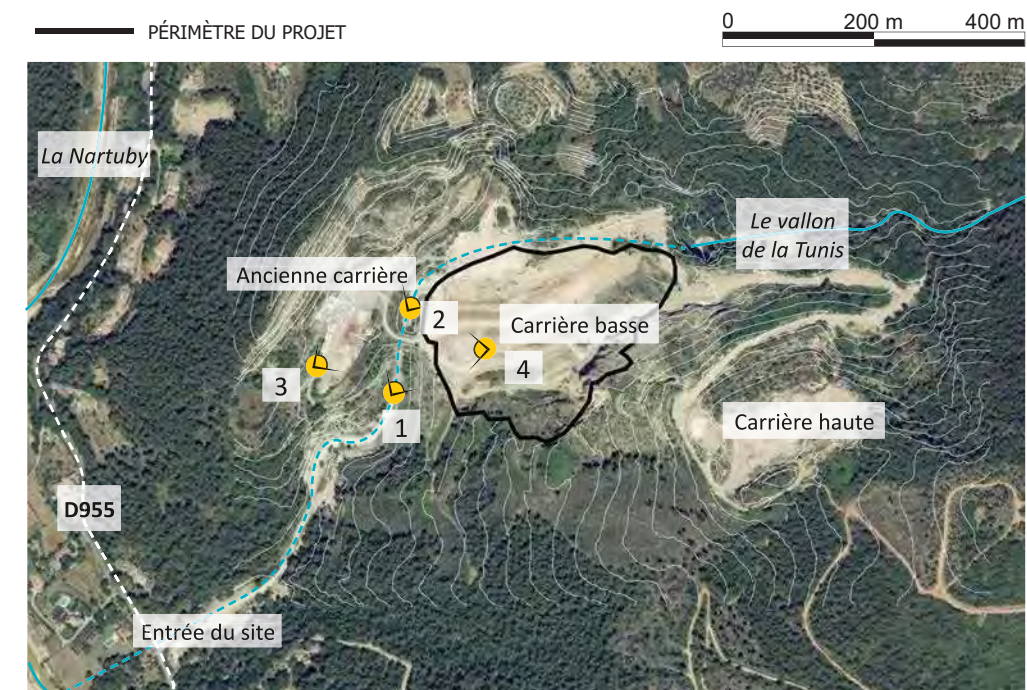 PÉRIMÈTRE DU PROJET
0 200 m 400 m
La Nartuby
Le vallon
de la Tunis
Ancienne carrière
2
Carrière basse
3
4
1
Carrière haute
D955
Entrée du site